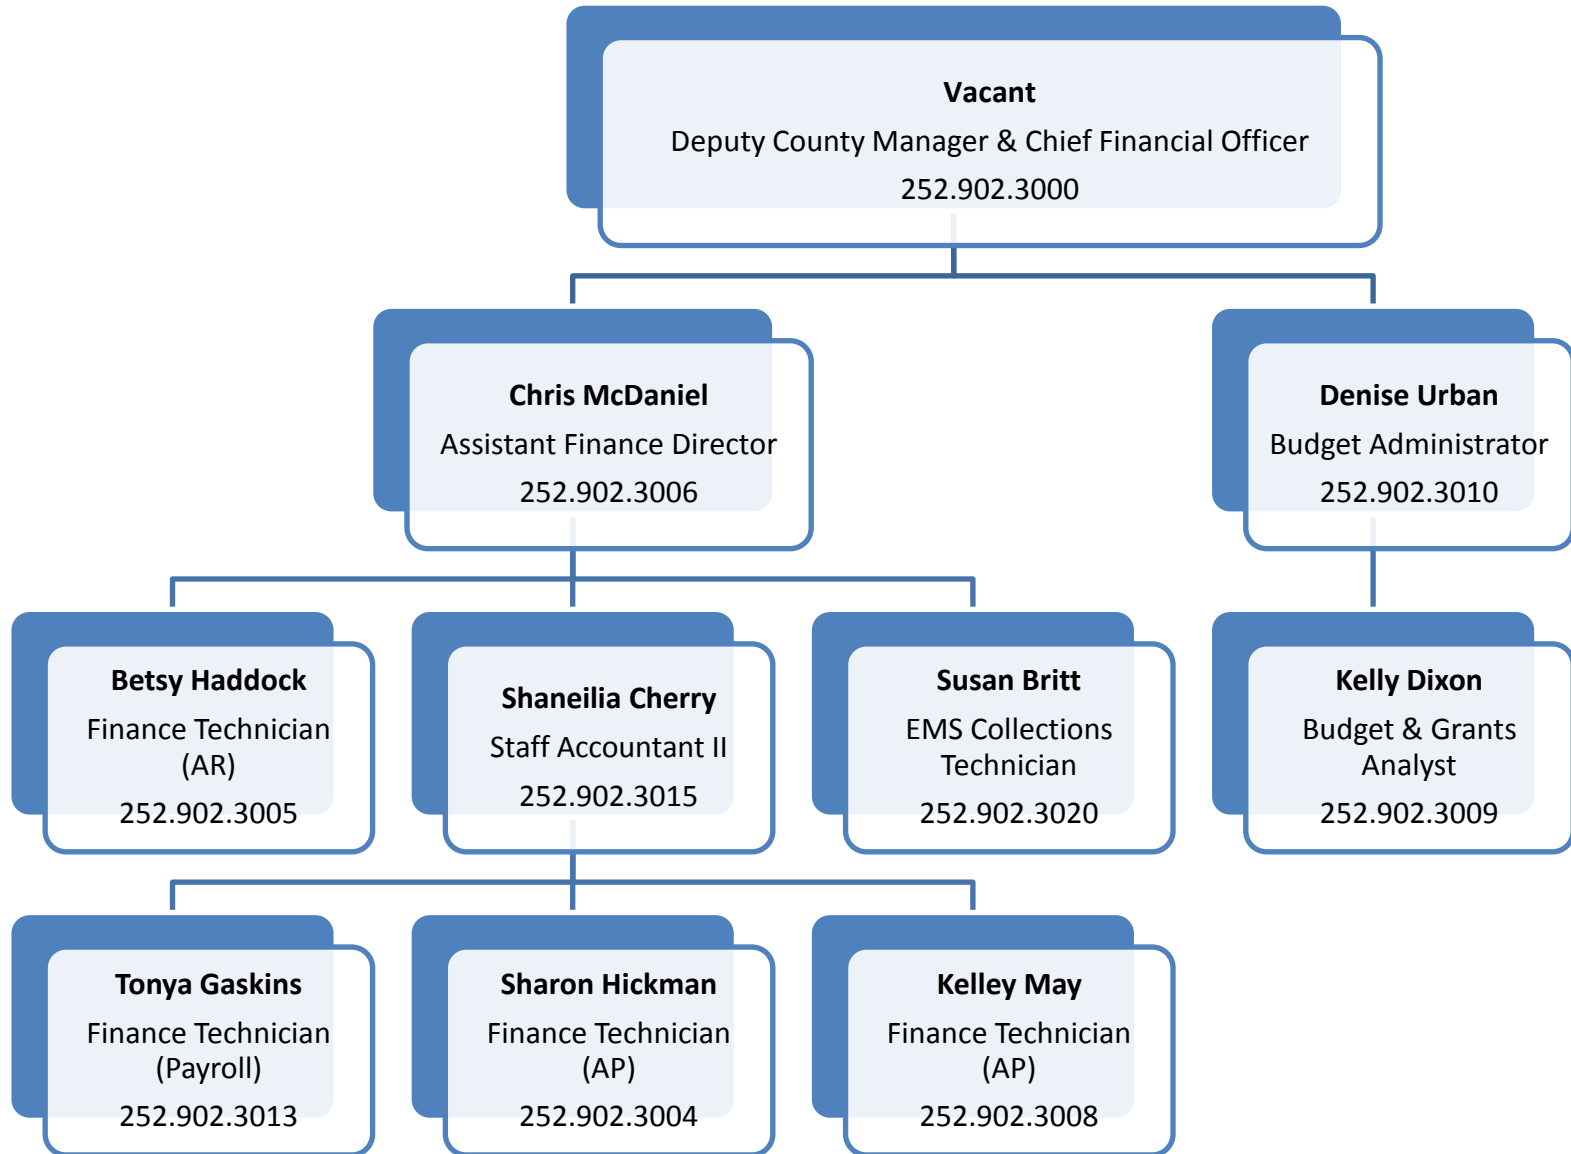 Vacant
Deputy County Manager & Chief Financial Officer
252.902.3000
Chris McDaniel
Assistant Finance Director
252.902.3006
Denise Urban
Budget Administrator
252.902.3010
Betsy Haddock
Finance Technician
(AR)
252.902.3005
Shaneilia Cherry
Staff Accountant II
252.902.3015
Susan Britt
EMS Collections
Technician
252.902.3020
Kelly Dixon
Budget & Grants
Analyst
252.902.3009
Tonya Gaskins
Finance Technician
(Payroll)
252.902.3013
Sharon Hickman
Finance Technician
(AP)
252.902.3004
Kelley May
Finance Technician
(AP)
252.902.3008